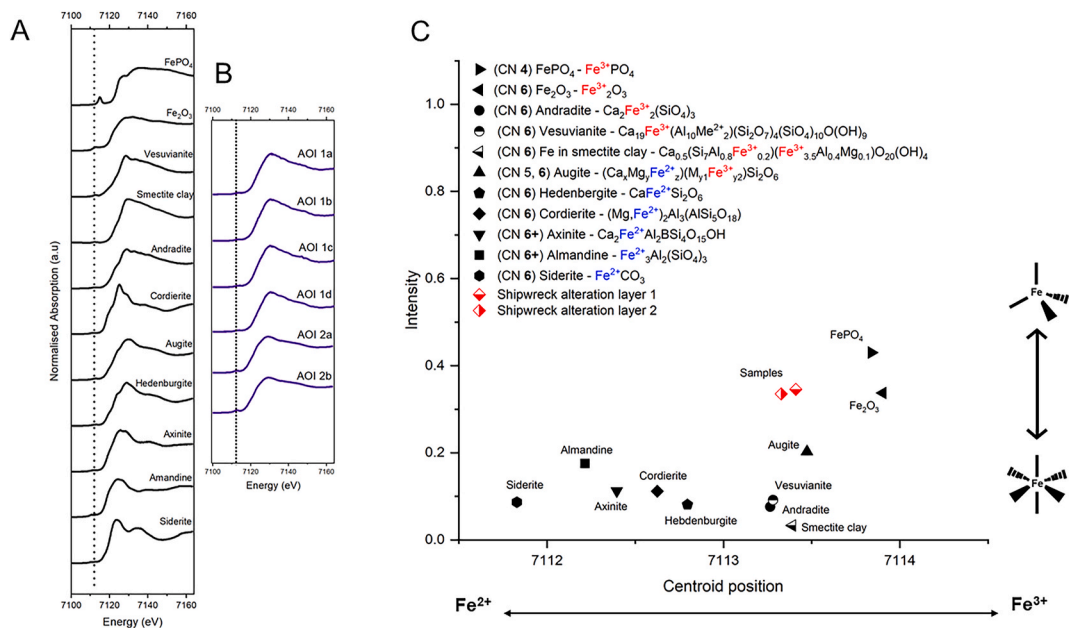 A
7100 7120 7140 7160
FePO₄
Fe₂O₃
Vesuvianite
Smectite clay
Andradite
Cordierite
Augite
Hedenburgite
Axinite
Amandine
Siderite
Normalised Absorption (a.u)
7100 7120 7140 7160
Energy (eV)
B
7100 7120 7140 7160
AOI 1a
AOI 1b
AOI 1c
AOI 1d
AOI 2a
AOI 2b
7100 7120 7140 7160
Energy (eV)
C
(CN 4) FePO₄ - Fe³⁺PO₄
(CN 6) Fe₂O₃ - Fe³⁺₂O₃
(CN 6) Andradite - Ca₂Fe³⁺₂(SiO₄)₃
(CN 6) Vesuvianite - Ca₁₉Fe³⁺(Al₁₀Me²⁺₂)(Si₂O₇)₄(SiO₄)₁₀O(OH)₉
(CN 6) Fe in smectite clay - Ca₀.₅(Si₇Al₀.₈Fe³⁺₀.₂)(Fe³⁺₃.₅Al₀.₄Mg₀.₁)O₂₀(OH)₄
(CN 5, 6) Augite - (CaₓMgᵧFe²⁺z)(Mᵧ₁Fe³⁺ᵧ₂)Si₂O₆
(CN 6) Hedenbergite - CaFe²⁺Si₂O₆
(CN 6) Cordierite - (Mg,Fe²⁺)₂Al₃(AlSi₅O₁₈)
(CN 6+) Axinite - Ca₂Fe²⁺Al₂BSi₄O₁₅OH
(CN 6+) Almandine - Fe²⁺₃Al₂(SiO₄)₃
(CN 6) Siderite - Fe²⁺CO₃
Shipwreck alteration layer 1
Shipwreck alteration layer 2
1.0
0.8
0.6
0.4
0.2
0.0
Intensity
FePO₄
Samples
Fe₂O₃
Augite
Almandine
Siderite
Cordierite
Vesuvianite
Axinite
Andradite
Hebdenburgite
Smectite clay
7112 7113 7114
Centroid position
Fe²⁺ Fe³⁺
Fe
Fe